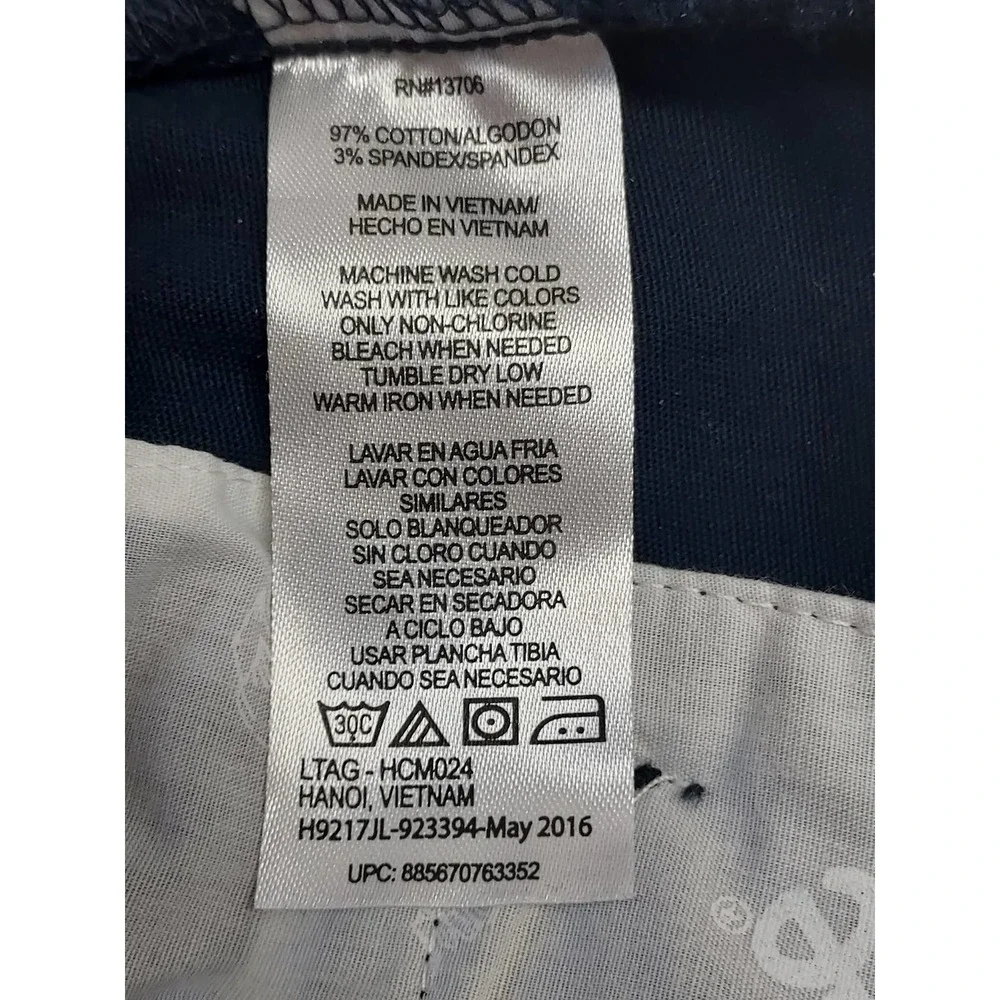 RN#13706
97% COTTON/ALGODON
3% SPANDEX/SPANDEX
MADE IN VIETNAM/
HECHO EN VIETNAM
MACHINE WASH COLD
WASH WITH LIKE COLORS
ONLY NON-CHLORINE
BLEACH WHEN NEEDED
TUMBLE DRY LOW
WARM IRON WHEN NEEDED
LAVAR EN AGUA FRIA
LAVAR CON COLORES
SIMILARES
SOLO BLANQUEADOR
SIN CLORO CUANDO
SEA NECESARIO
SECAR EN SECADORA
A CICLO BAJO
USAR PLANCHA TIBIA
CUANDO SEA NECESARIO
30C
LTAG - HCM024
HANOI, VIETNAM
H9217JL-923394-May 2016
UPC: 885670763352